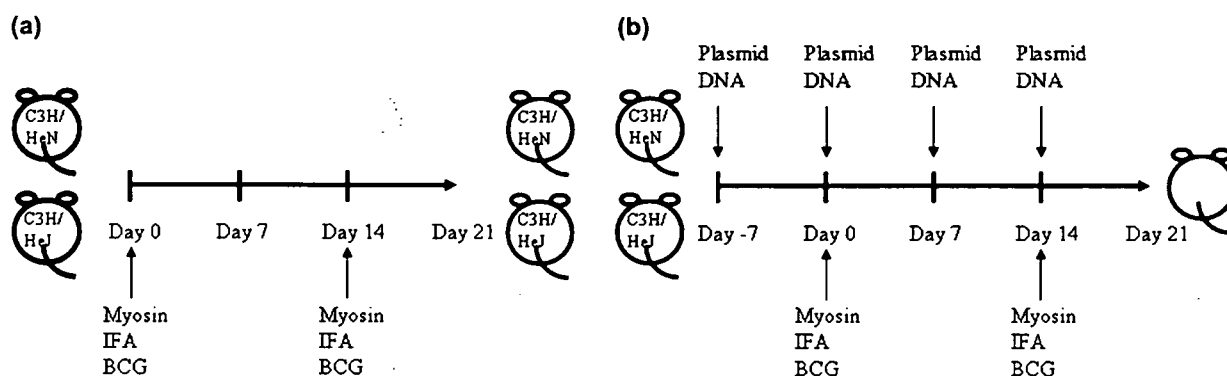 (a)
C3H/
HeN
C3H/
HeJ
Day 0 Day 7 Day 14 Day 21
Myosin
IFA
BCG
Myosin
IFA
BCG
C3H/
HeN
C3H/
HeJ
(b)
Plasmid
DNA
Plasmid
DNA
Plasmid
DNA
Plasmid
DNA
C3H/
HeN
C3H/
HeJ
Day -7 Day 0 Day 7 Day 14 Day 21
Myosin
IFA
BCG
Myosin
IFA
BCG